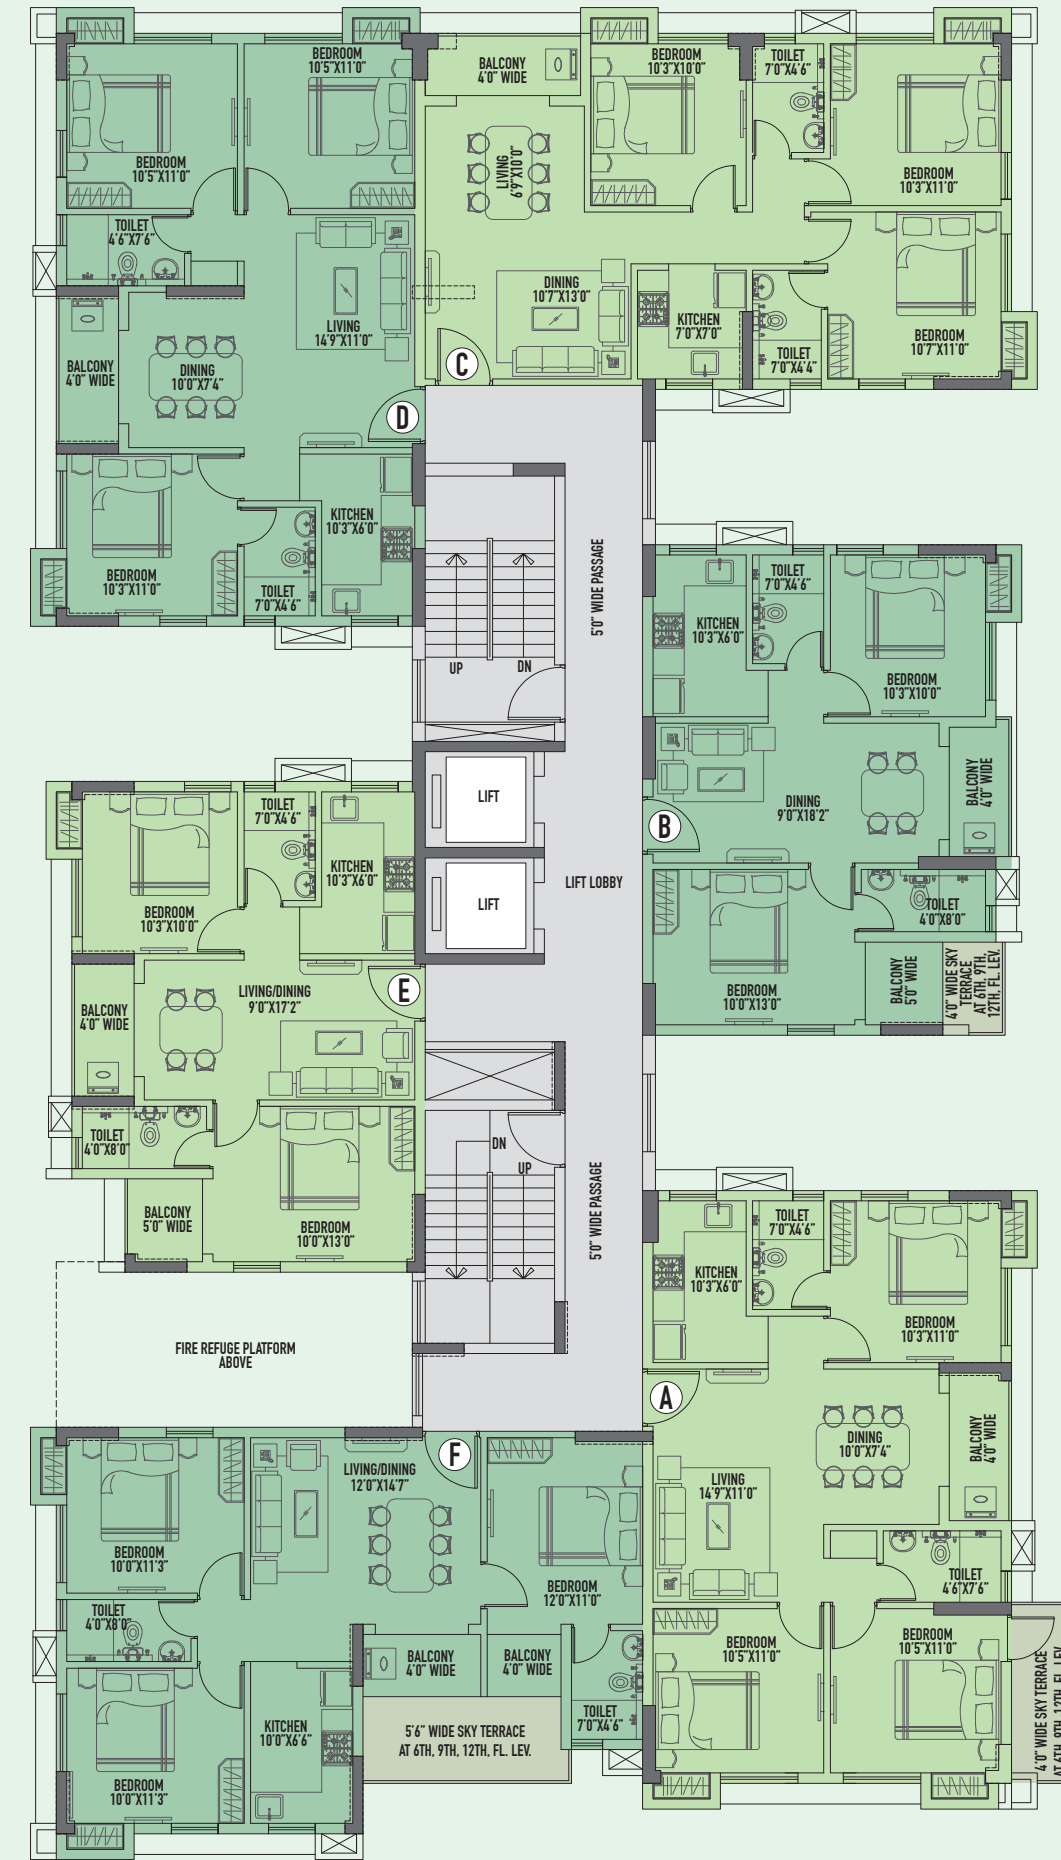 BEDROOM
10'5"X11'0"
BEDROOM
10'5"X11'0"
TOILET
4'6"X7'6"
LIVING
14'9"X11'0"
BALCONY
4'0" WIDE
DINING
10'0"X7'4"
D
BEDROOM
10'3"X11'0"
TOILET
7'0"X4'6"
KITCHEN
10'3"X6'0"
BALCONY
4'0" WIDE
LIVING
6'9"X10'0"
BEDROOM
10'3"X10'0"
TOILET
7'0"X4'6"
BEDROOM
10'3"X11'0"
DINING
10'7"X13'0"
KITCHEN
7'0"X7'0"
TOILET
7'0"X4'4"
BEDROOM
10'7"X11'0"
C
5'0" WIDE PASSAGE
UP
DN
LIFT
LIFT
LIFT LOBBY
KITCHEN
10'3"X6'0"
TOILET
7'0"X4'6"
BEDROOM
10'3"X10'0"
DINING
9'0"X18'2"
BALCONY
4'0" WIDE
B
BEDROOM
10'0"X13'0"
TOILET
4'0"X8'0"
BALCONY
5'0" WIDE
4'0" WIDE SKY
TERRACE
AT 6TH, 9TH,
12TH, FL. LEV.
BEDROOM
10'3"X10'0"
TOILET
7'0"X4'6"
KITCHEN
10'3"X6'0"
LIVING/DINING
9'0"X17'2"
E
BALCONY
4'0" WIDE
TOILET
4'0"X8'0"
BALCONY
5'0" WIDE
BEDROOM
10'0"X13'0"
DN
UP
5'0" WIDE PASSAGE
FIRE REFUGE PLATFORM
ABOVE
KITCHEN
10'3"X6'0"
TOILET
7'0"X4'6"
BEDROOM
10'3"X11'0"
A
DINING
10'0"X7'4"
BALCONY
4'0" WIDE
LIVING
14'9"X11'0"
TOILET
4'6"X7'6"
BEDROOM
10'5"X11'0"
BEDROOM
10'5"X11'0"
4'0" WIDE SKY TERRACE
AT 6TH, 9TH, 12TH, FL. LEV.
F
LIVING/DINING
12'0"X14'7"
BEDROOM
10'0"X11'3"
BEDROOM
12'0"X11'0"
TOILET
4'0"X8'0"
BALCONY
4'0" WIDE
BALCONY
4'0" WIDE
TOILET
7'0"X4'6"
KITCHEN
10'0"X6'6"
BEDROOM
10'0"X11'3"
5'6" WIDE SKY TERRACE
AT 6TH, 9TH, 12TH, FL. LEV.